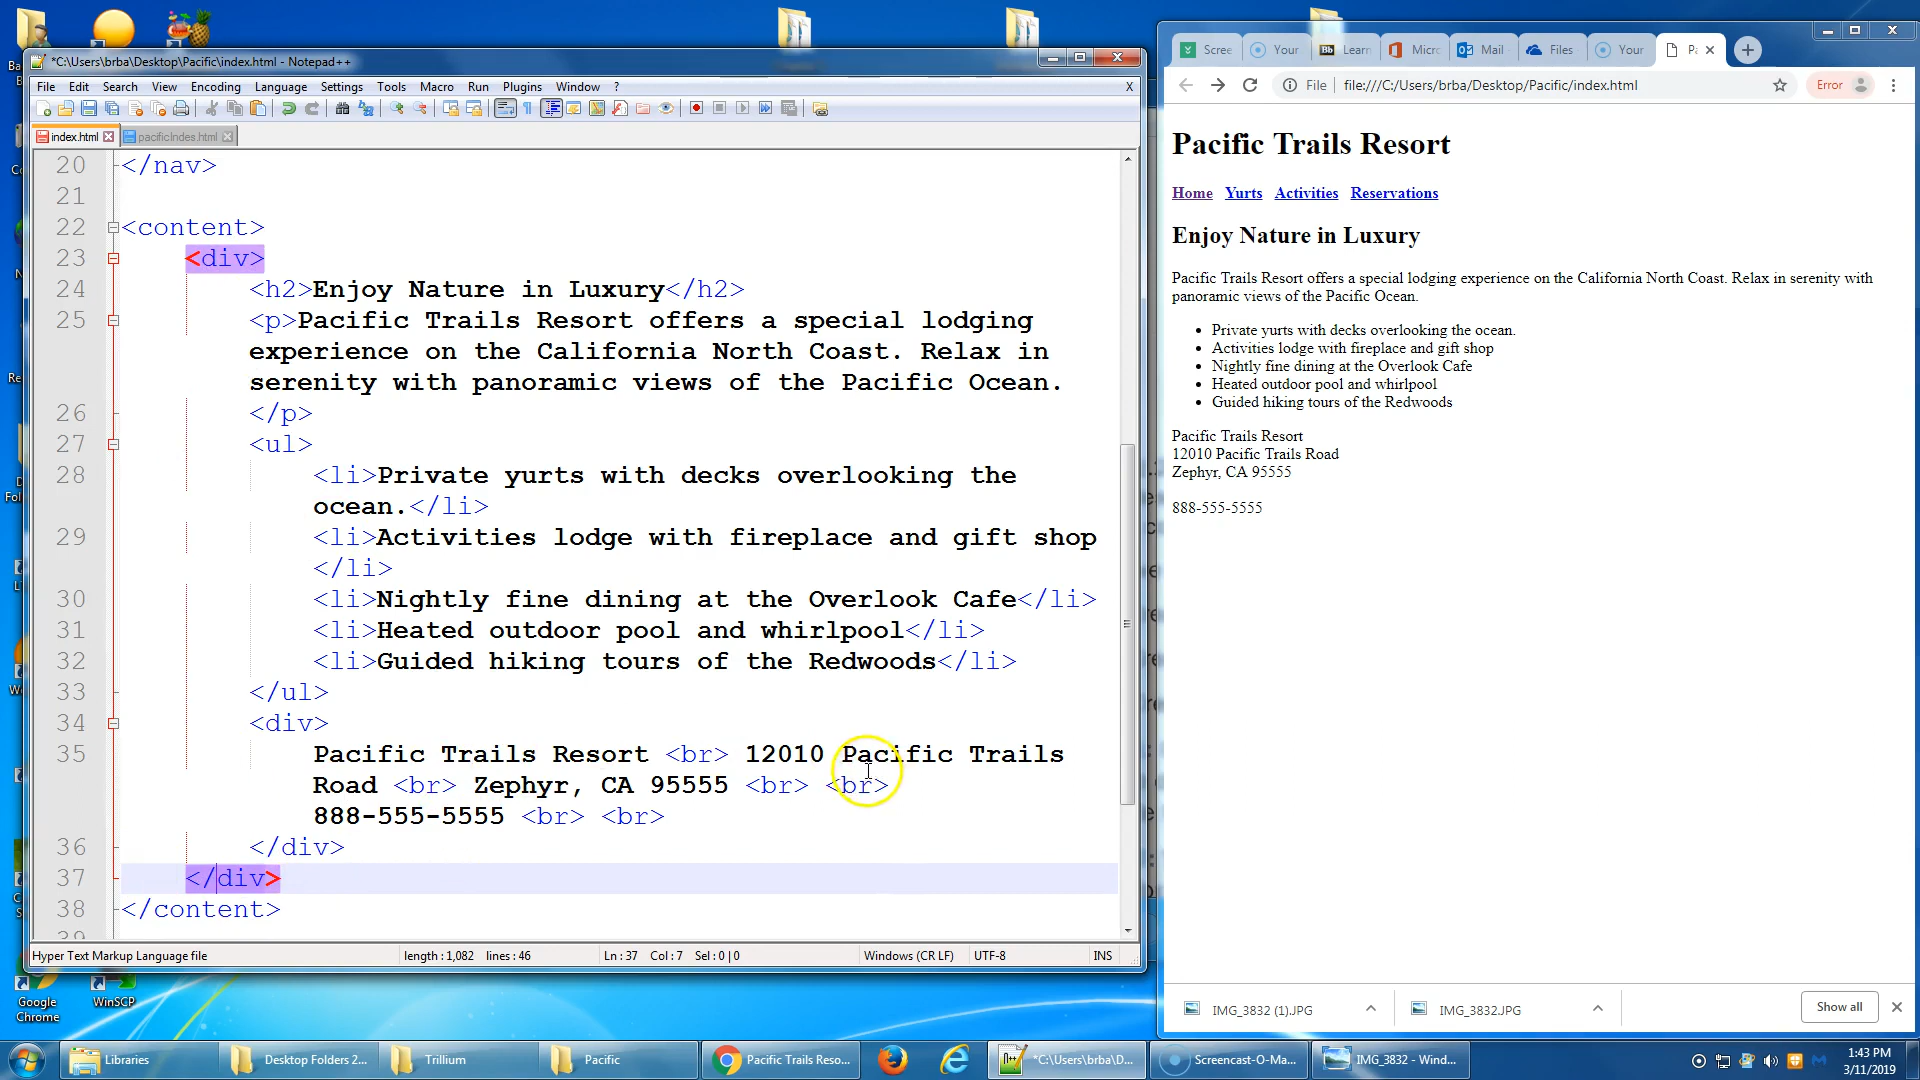 *C:\Users\brba\Desktop\Pacific\index.html - Notepad++
File Edit Search View Encoding Language Settings Tools Macro Run Plugins Window ? X
index.html pacificIndes.html
20 </nav>
21
22 <content>
23 <div>
24 <h2>Enjoy Nature in Luxury</h2>
25 <p>Pacific Trails Resort offers a special lodging
experience on the California North Coast. Relax in
serenity with panoramic views of the Pacific Ocean.
26 </p>
27 <ul>
28 <li>Private yurts with decks overlooking the
ocean.</li>
29 <li>Activities lodge with fireplace and gift shop
</li>
30 <li>Nightly fine dining at the Overlook Cafe</li>
31 <li>Heated outdoor pool and whirlpool</li>
32 <li>Guided hiking tours of the Redwoods</li>
33 </ul>
34 <div>
35 Pacific Trails Resort <br> 12010 Pacific Trails
Road <br> Zephyr, CA 95555 <br> <br>
888-555-5555 <br> <br>
36 </div>
37 </div>
38 </content>
39
Hyper Text Markup Language file length : 1,082 lines : 46 Ln : 37 Col : 7 Sel : 0 | 0 Windows (CR LF) UTF-8 INS
Scree Your Learn Micro Mail Files Your Pa
File file:///C:/Users/brba/Desktop/Pacific/index.html Error
Pacific Trails Resort
Home Yurts Activities Reservations
Enjoy Nature in Luxury
Pacific Trails Resort offers a special lodging experience on the California North Coast. Relax in serenity with
panoramic views of the Pacific Ocean.
• Private yurts with decks overlooking the ocean.
• Activities lodge with fireplace and gift shop
• Nightly fine dining at the Overlook Cafe
• Heated outdoor pool and whirlpool
• Guided hiking tours of the Redwoods
Pacific Trails Resort
12010 Pacific Trails Road
Zephyr, CA 95555
888-555-5555
IMG_3832 (1).JPG IMG_3832.JPG Show all
Google
Chrome
WinSCP
Libraries Desktop Folders 2... Trillium Pacific Pacific Trails Reso... *C:\Users\brba\D... Screencast-O-Ma... IMG_3832 - Wind...
1:43 PM
3/11/2019